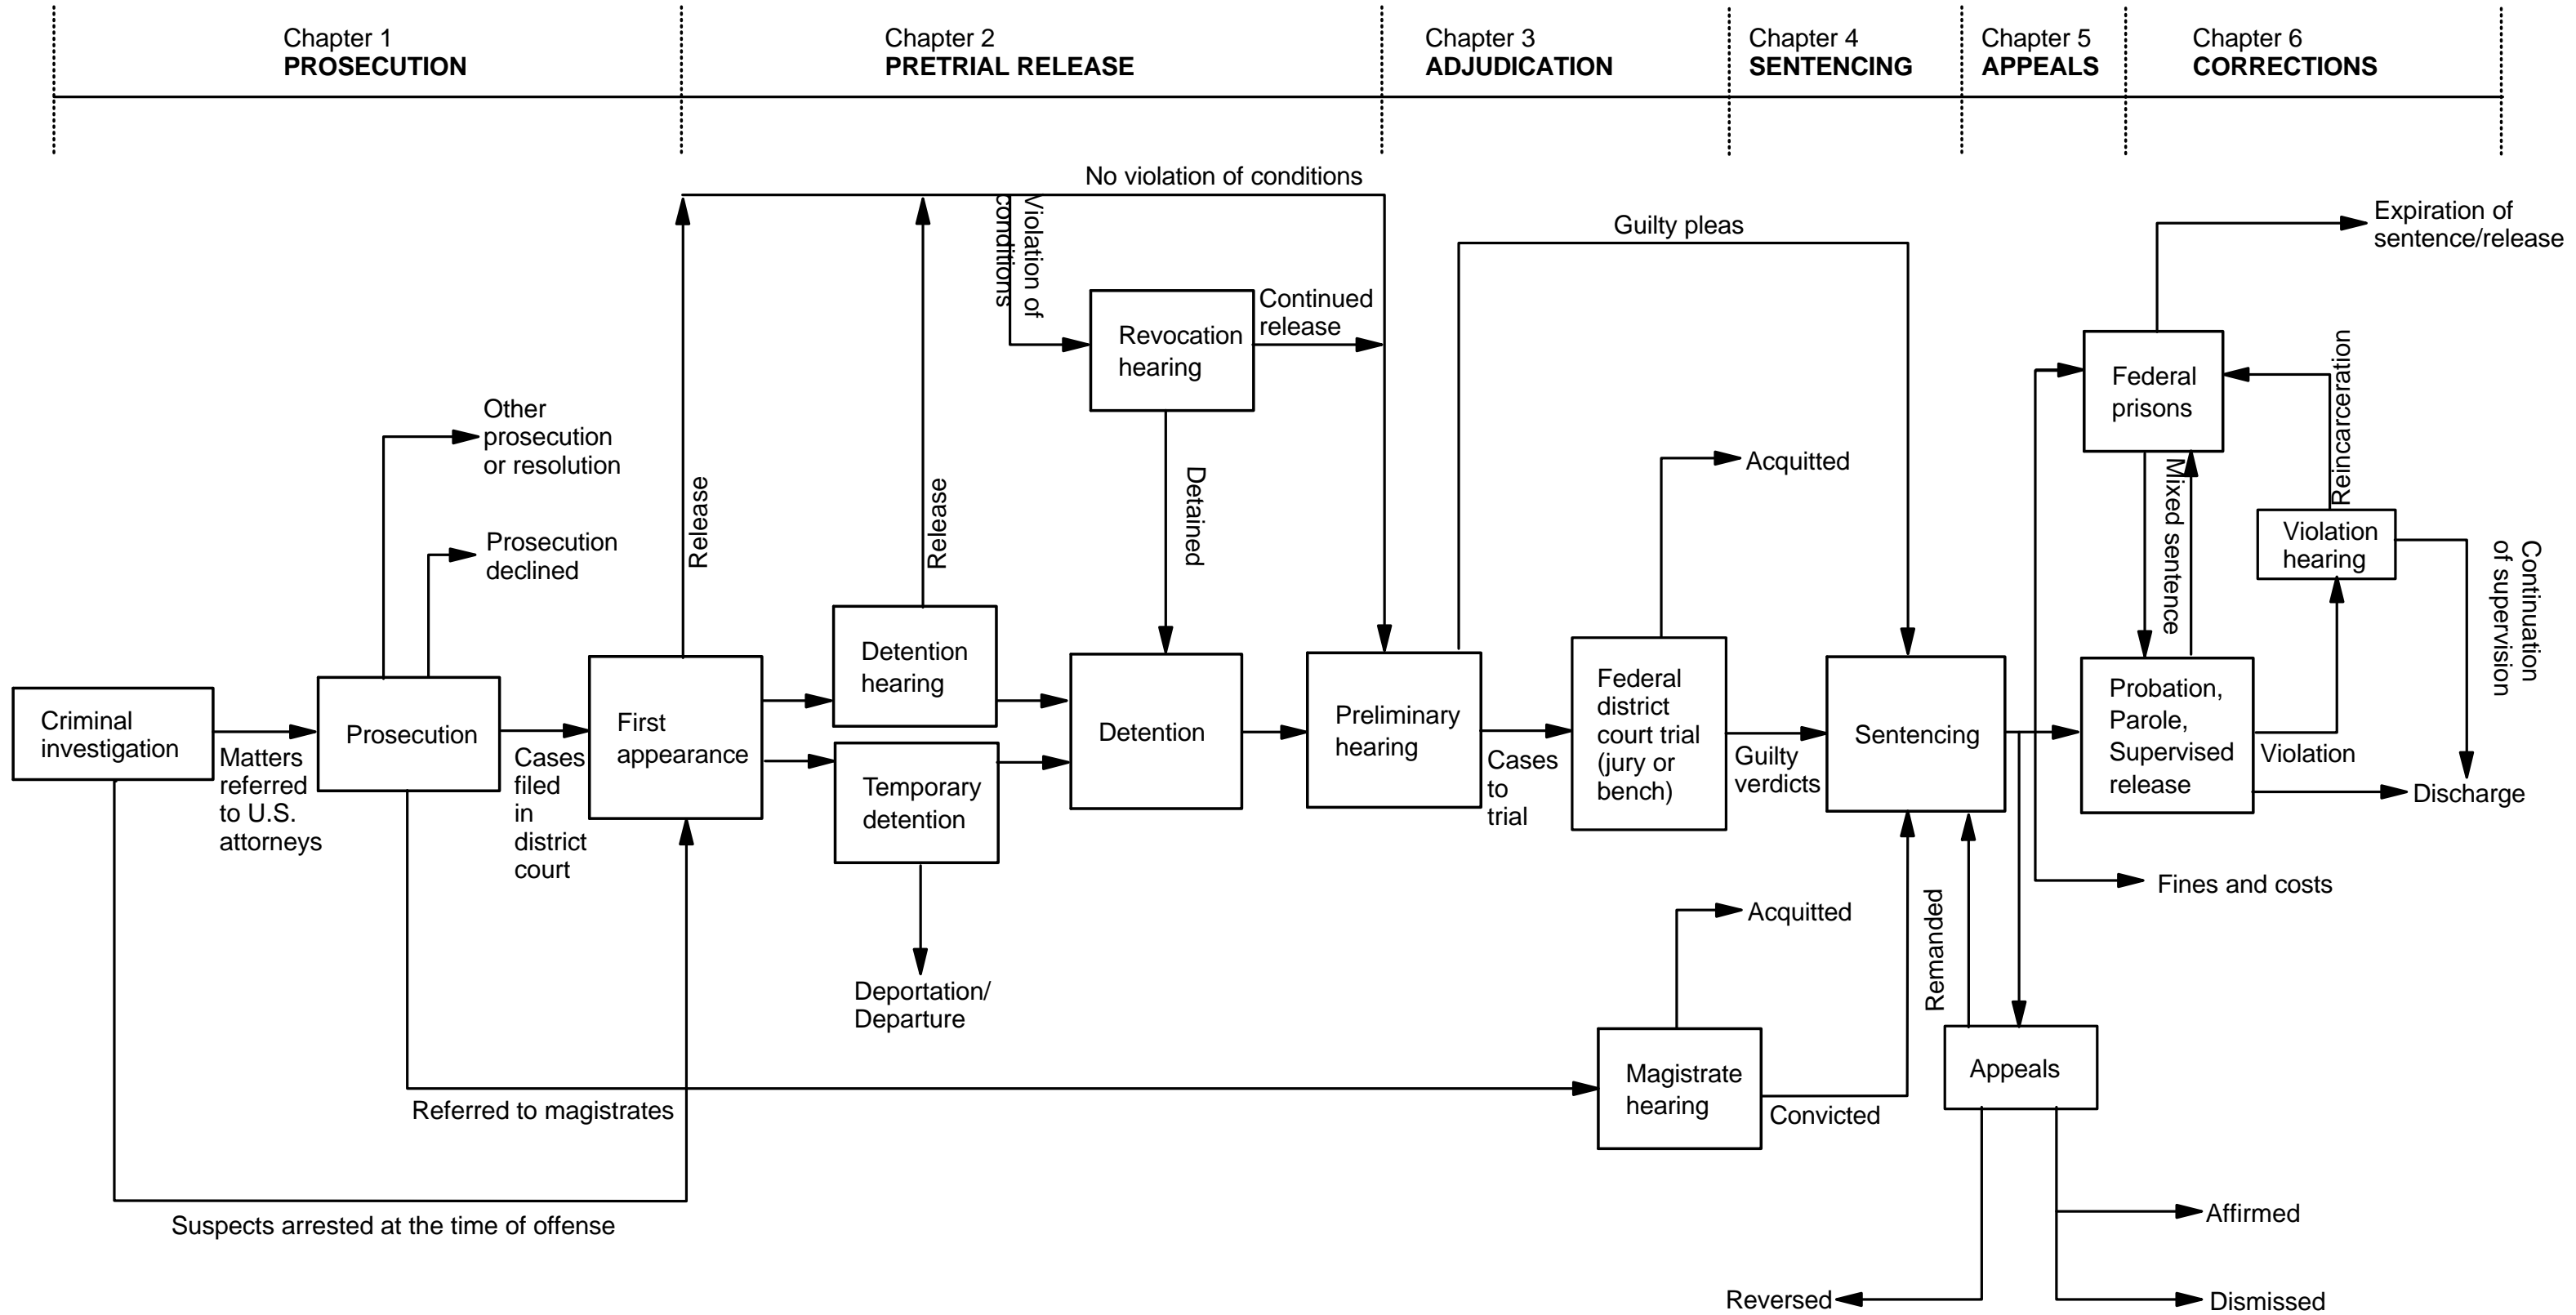 Chapter 1
PROSECUTION
Chapter 2
PRETRIAL RELEASE
Chapter 3
ADJUDICATION
Chapter 4
SENTENCING
Chapter 5
APPEALS
Chapter 6
CORRECTIONS
No violation of conditions
Violation of
conditions
Guilty pleas
Expiration of
sentence/release
Revocation
hearing
Continued
release
Federal
prisons
Reincarceration
Other
prosecution
or resolution
Prosecution
declined
Release
Release
Detained
Acquitted
Mixed sentence
Violation
hearing
Continuation
of supervision
Criminal
investigation
Matters
referred
to U.S.
attorneys
Prosecution
Cases
filed
in
district
court
First
appearance
Detention
hearing
Temporary
detention
Detention
Preliminary
hearing
Cases
to
trial
Federal
district
court trial
(jury or
bench)
Guilty
verdicts
Sentencing
Probation,
Parole,
Supervised
release
Violation
Discharge
Fines and costs
Deportation/
Departure
Acquitted
Remanded
Referred to magistrates
Magistrate
hearing
Convicted
Appeals
Suspects arrested at the time of offense
Affirmed
Reversed
Dismissed